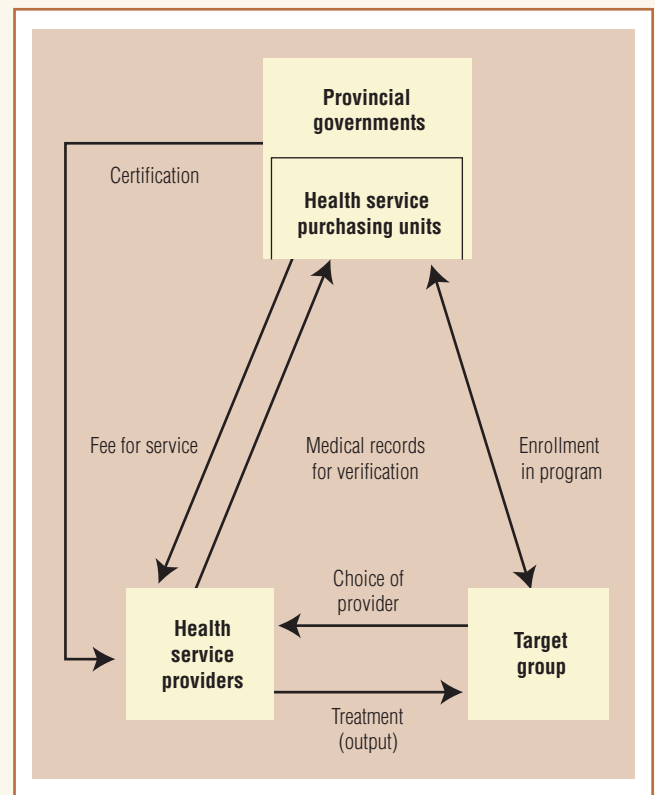 Provincial
governments
Certification
Health service
purchasing units
Fee for service
Medical records
for verification
Enrollment
in program
Choice of
provider
Health
service
providers
Target
group
Treatment
(output)